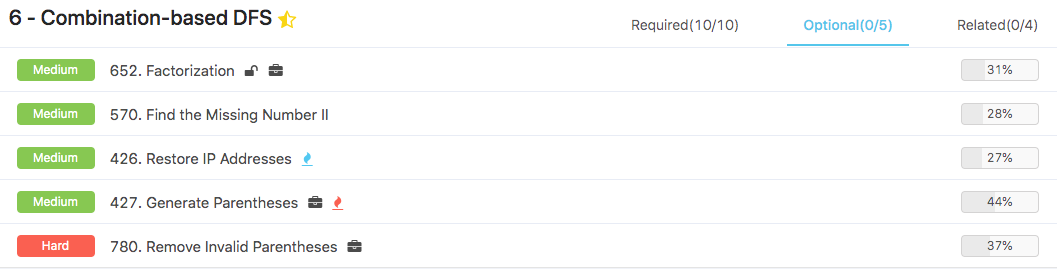 6 - Combination-based DFS
Required(10/10) Optional(0/5) Related(0/4)
Medium 652. Factorization 31%
Medium 570. Find the Missing Number II 28%
Medium 426. Restore IP Addresses 27%
Medium 427. Generate Parentheses 44%
Hard 780. Remove Invalid Parentheses 37%